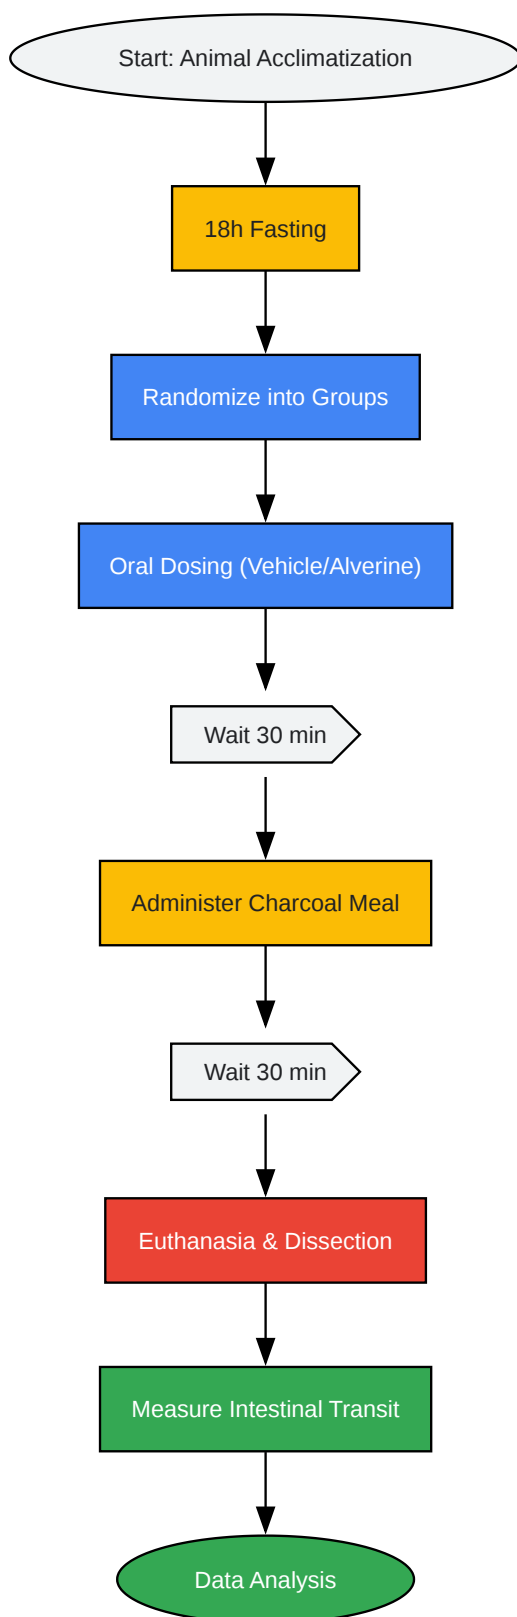 Start: Animal Acclimatization
18h Fasting
Randomize into Groups
Oral Dosing (Vehicle/Alverine)
Wait 30 min
Administer Charcoal Meal
Wait 30 min
Euthanasia & Dissection
Measure Intestinal Transit
Data Analysis